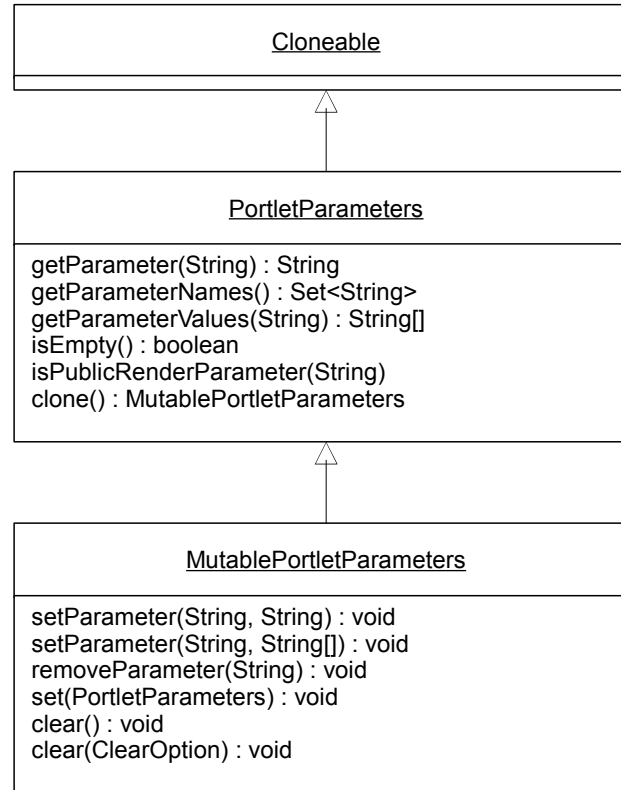 Cloneable
PortletParameters
getParameter(String) : String
getParameterNames() : Set<String>
getParameterValues(String) : String[]
isEmpty() : boolean
isPublicRenderParameter(String)
clone() : MutablePortletParameters
MutablePortletParameters
setParameter(String, String) : void
setParameter(String, String[]) : void
removeParameter(String) : void
set(PortletParameters) : void
clear() : void
clear(ClearOption) : void